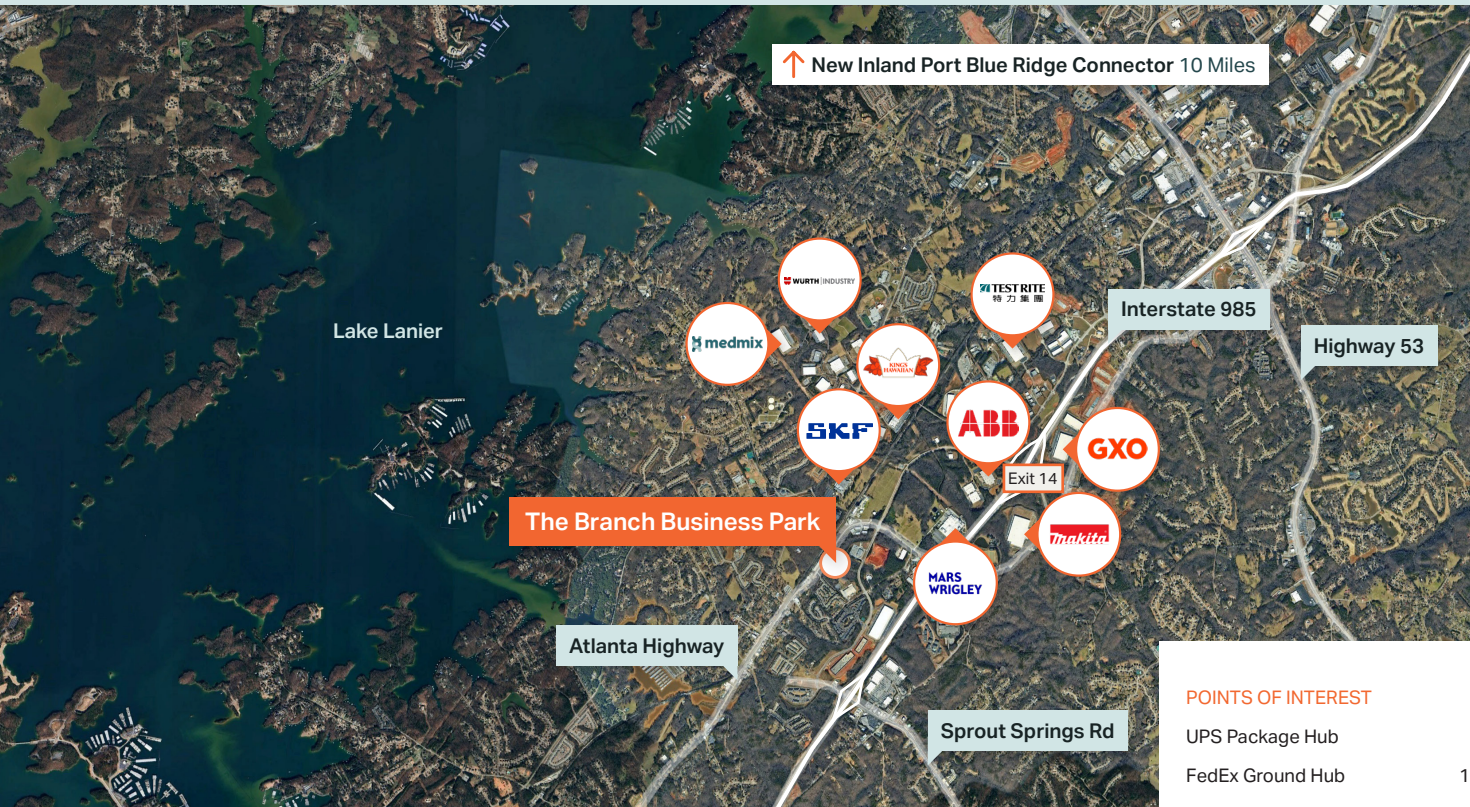 ↑ New Inland Port Blue Ridge Connector 10 Miles
WURTH INDUSTRY
TESTRITE
特力集團
Interstate 985
medmix
Lake Lanier
Highway 53
KING'S
HAWAIIAN
SKF
ABB
GXO
Exit 14
The Branch Business Park
makita
MARS
WRIGLEY
Atlanta Highway
Sprout Springs Rd
POINTS OF INTEREST
UPS Package Hub
FedEx Ground Hub 1